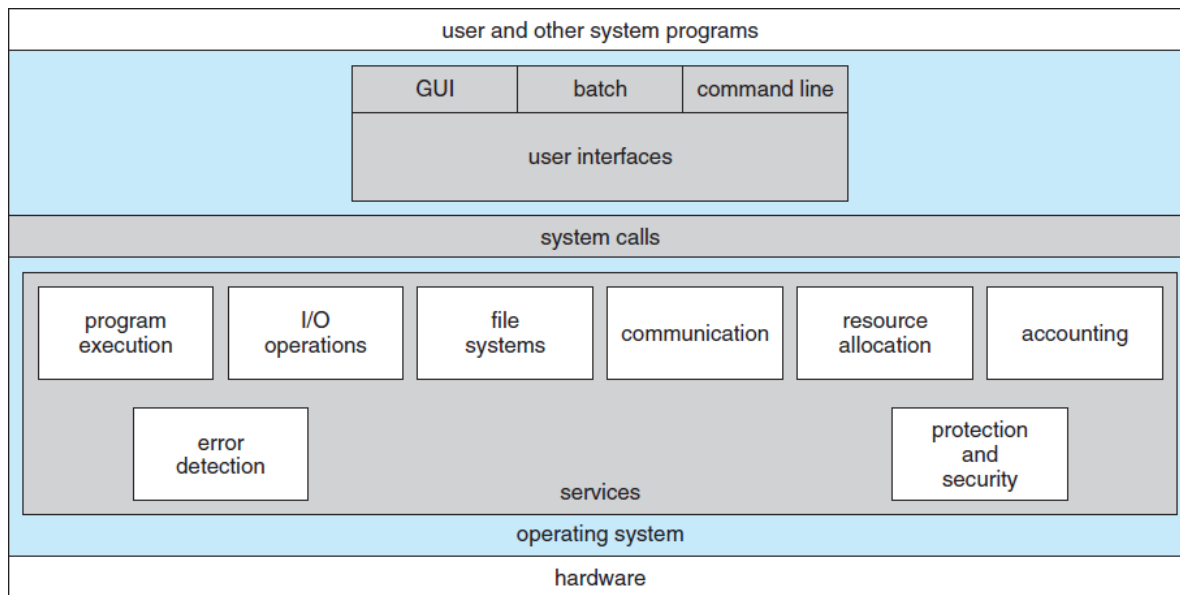 user and other system programs
GUI
batch
command line
user interfaces
system calls
program
execution
I/O
operations
file
systems
communication
resource
allocation
accounting
error
detection
protection
and
security
services
operating system
hardware